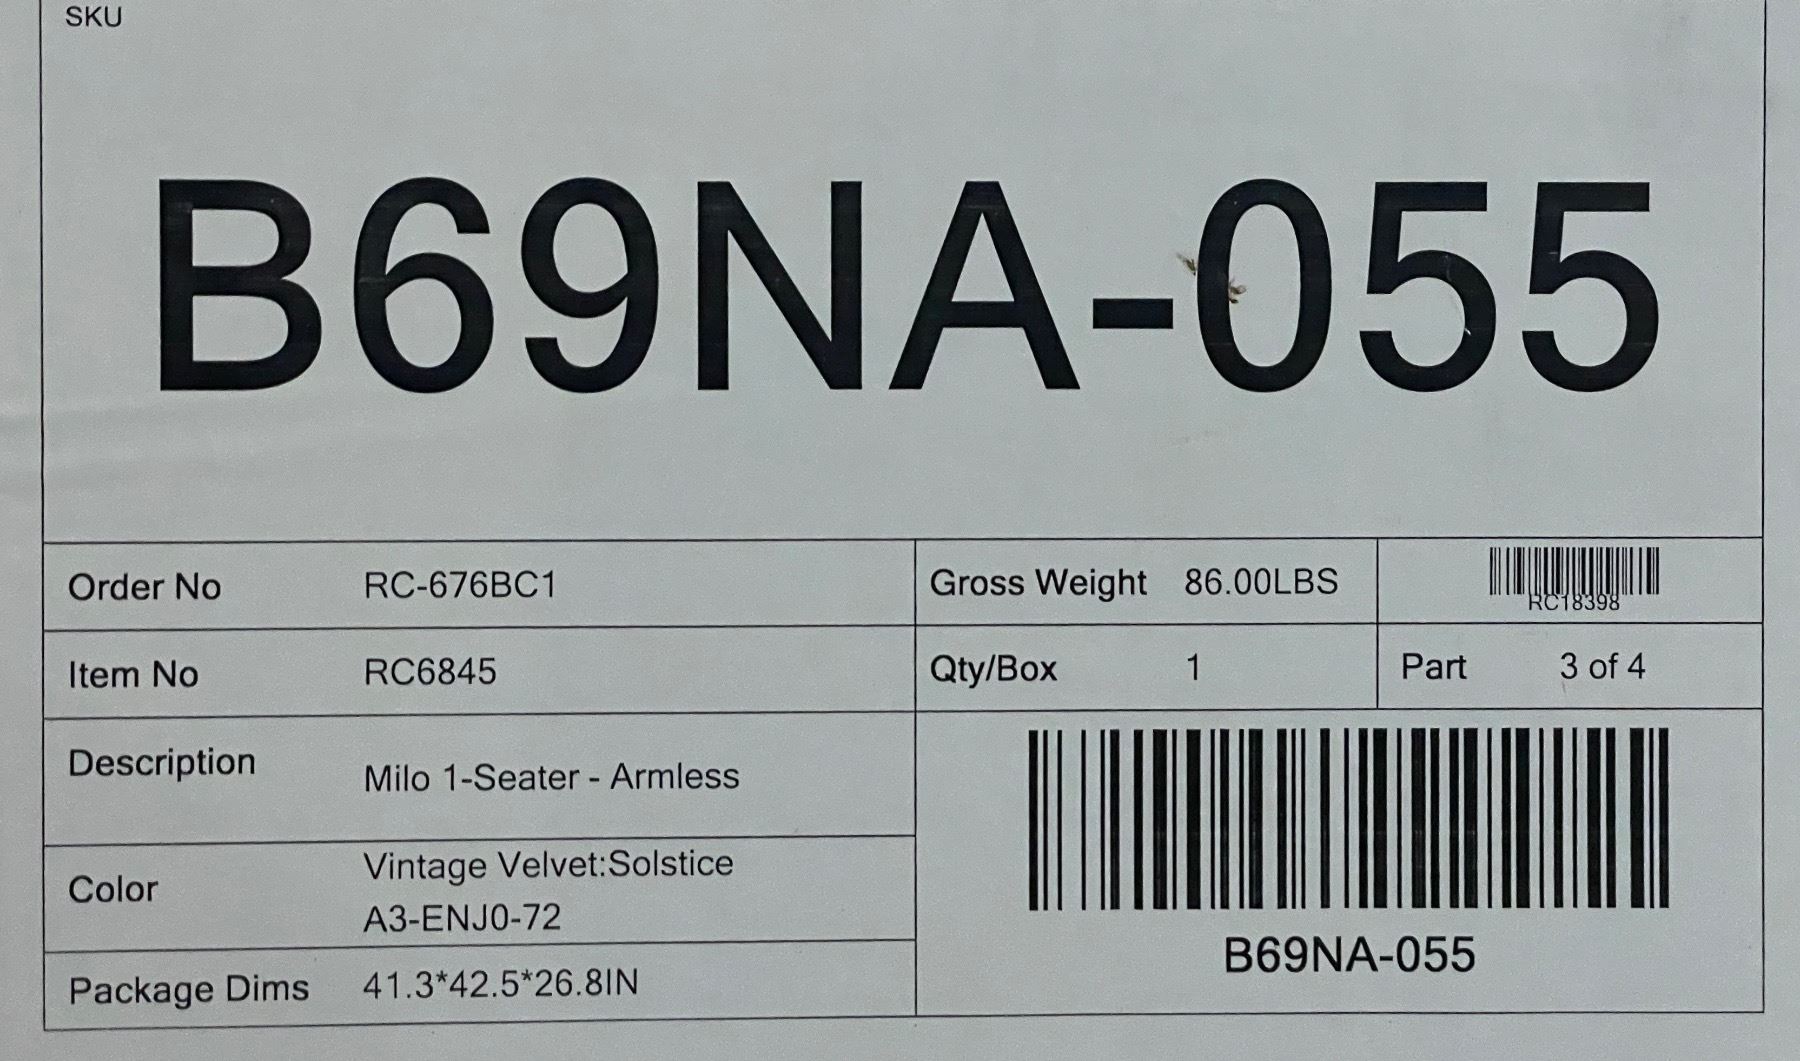 SKU
B69NA-055
Order No RC-676BC1 Gross Weight 86.00LBS RC18398
Item No RC6845 Qty/Box 1 Part 3 of 4
Description Milo 1-Seater - Armless
Color Vintage Velvet:Solstice
A3-ENJ0-72
Package Dims 41.3*42.5*26.8IN
B69NA-055